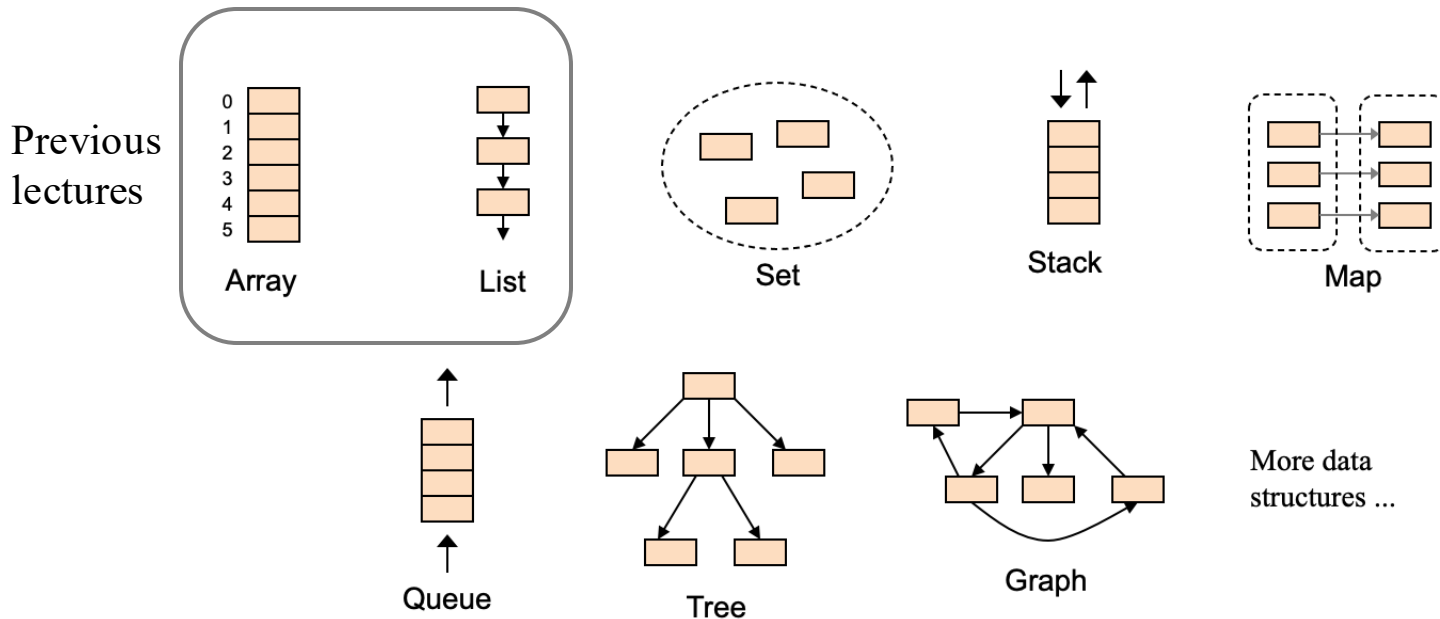 Previous
lectures
0
1
2
3
4
5
Array
List
Set
Stack
Map
Queue
Tree
Graph
More data
structures ...